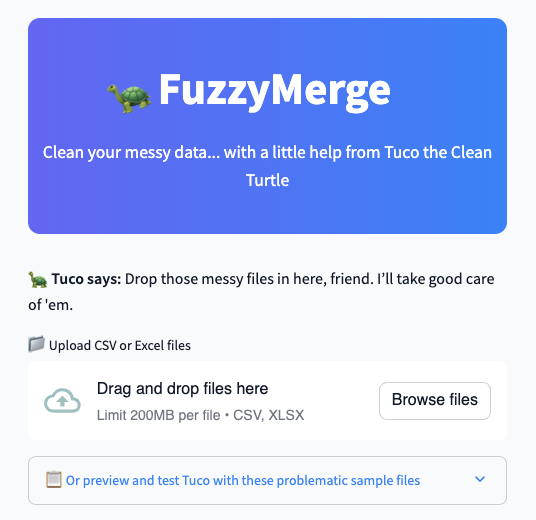 FuzzyMerge
Clean your messy data... with a little help from Tuco the Clean
Turtle
Tuco says: Drop those messy files in here, friend. I’ll take good care
of 'em.
Upload CSV or Excel files
Drag and drop files here
Limit 200MB per file • CSV, XLSX
Browse files
Or preview and test Tuco with these problematic sample files